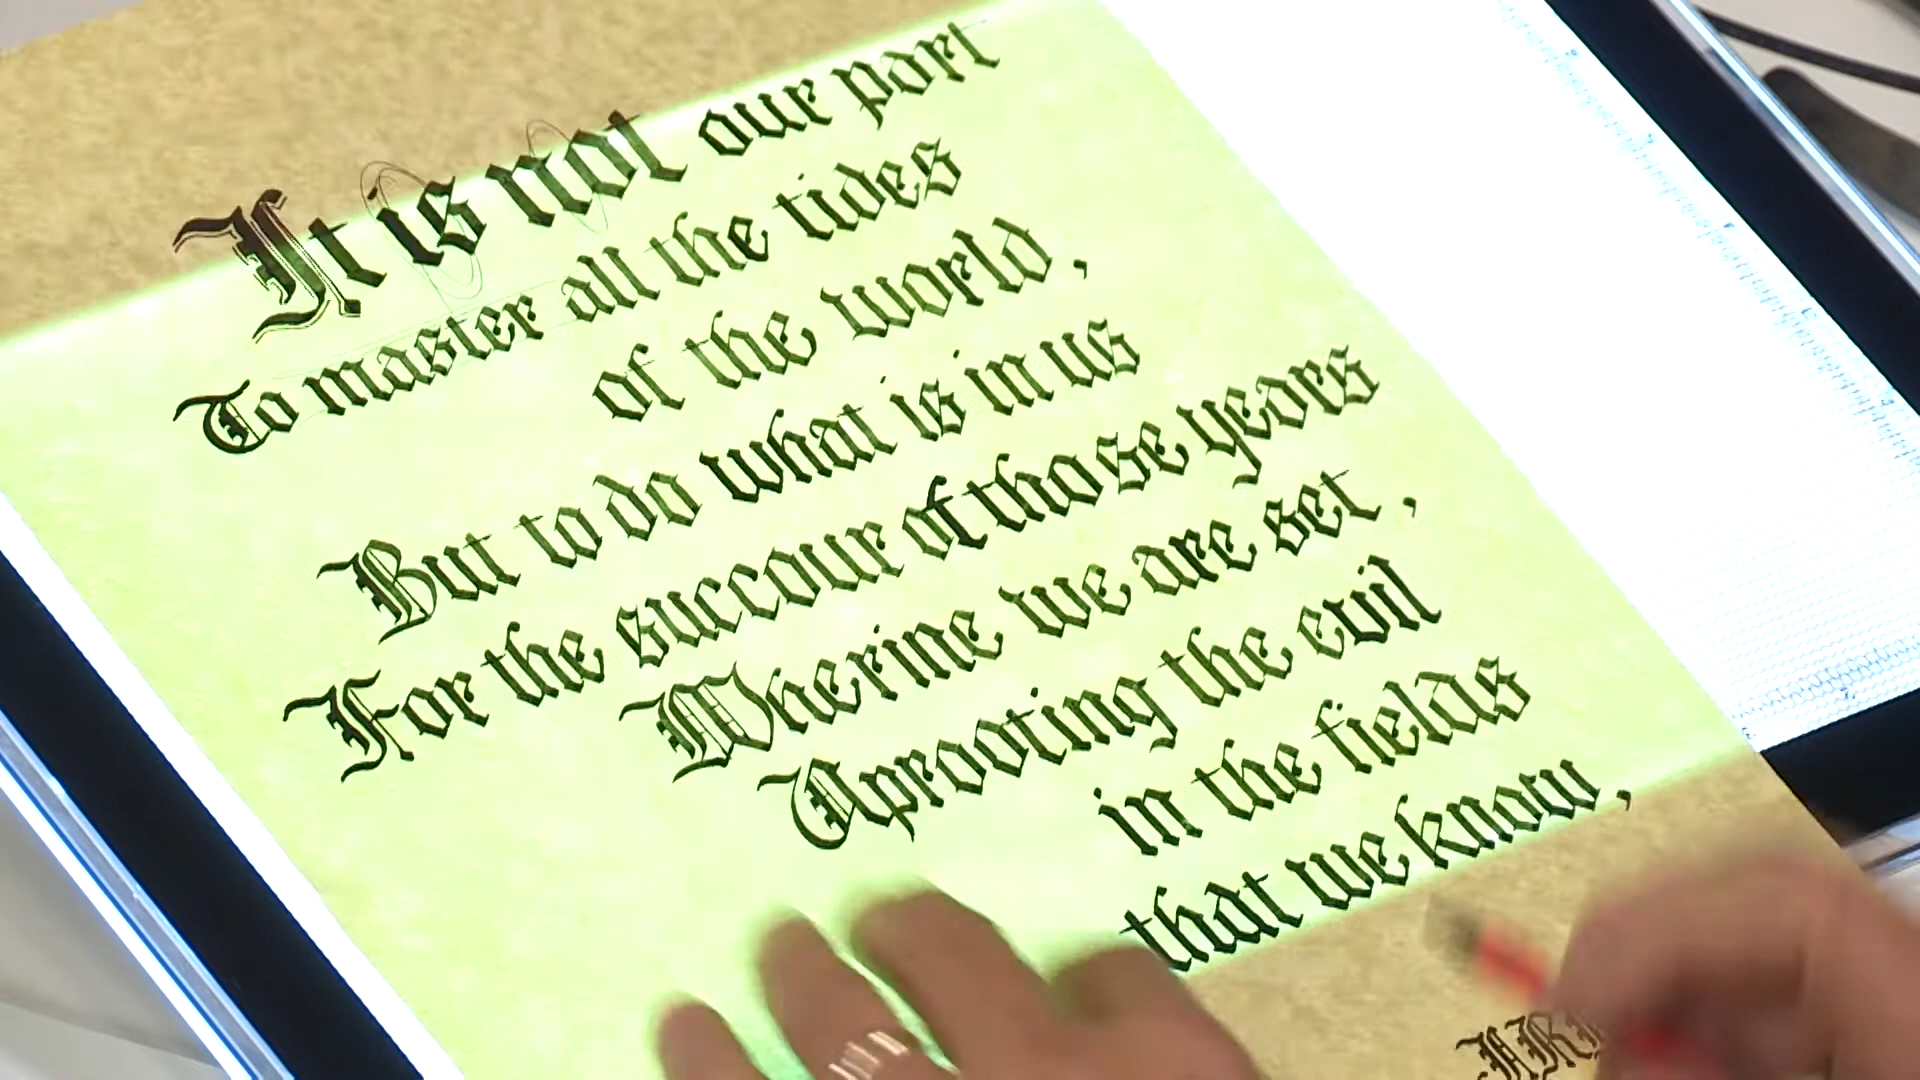 It is not our part
To master all the tides
of the world,
But to do what is in us
For the succour of those years
Wherine we are set,
Uprooting the evil
in the fields
that we know,